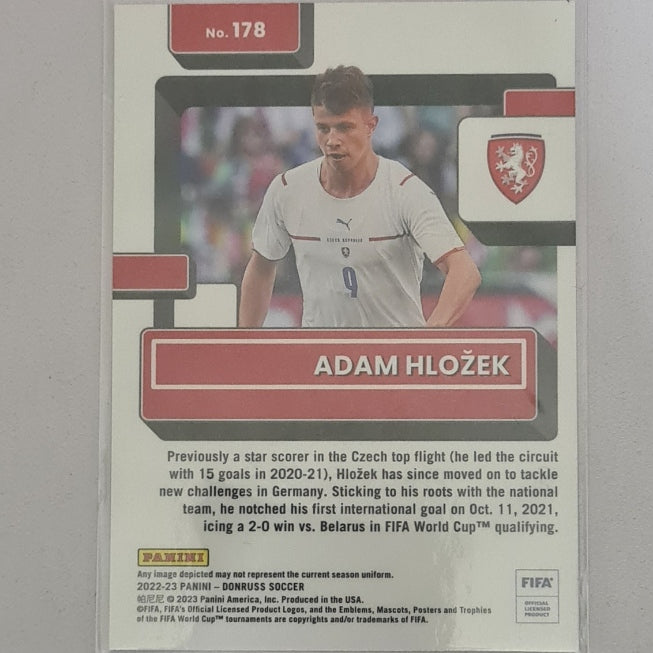 No. 178
CZECH REPUBLIC
9
ADAM HLOŽEK
Previously a star scorer in the Czech top flight (he led the circuit
with 15 goals in 2020-21), Hložek has since moved on to tackle
new challenges in Germany. Sticking to his roots with the national
team, he notched his first international goal on Oct. 11, 2021,
icing a 2-0 win vs. Belarus in FIFA World Cup™ qualifying.
PANINI
Any image depicted may not represent the current season uniform.
2022-23 PANINI – DONRUSS SOCCER
帕尼尼 © 2023 Panini America, Inc. Produced in the USA.
©FIFA, FIFA's Official Licensed Product Logos, and the Emblems, Mascots, Posters and Trophies
of the FIFA World Cup™ tournaments are copyrights and/or trademarks of FIFA.
FIFA®
OFFICIAL
LICENSED
PRODUCT